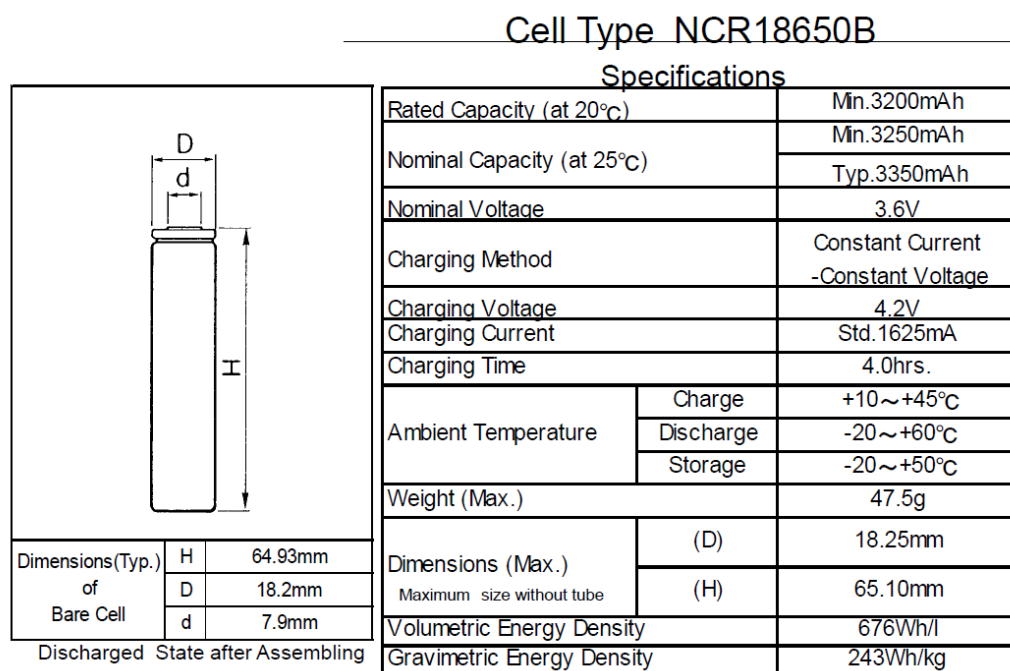 Cell Type NCR18650B
Specifications
D
d
H
Dimensions(Typ.)
of
Bare Cell
H 64.93mm
D 18.2mm
d 7.9mm
Discharged State after Assembling
Rated Capacity (at 20℃) Min.3200mAh
Nominal Capacity (at 25℃) Min.3250mAh
Typ.3350mAh
Nominal Voltage 3.6V
Charging Method Constant Current
-Constant Voltage
Charging Voltage 4.2V
Charging Current Std.1625mA
Charging Time 4.0hrs.
Ambient Temperature Charge +10～+45℃
Discharge -20～+60℃
Storage -20～+50℃
Weight (Max.) 47.5g
Dimensions (Max.)
Maximum size without tube
(D) 18.25mm
(H) 65.10mm
Volumetric Energy Density 676Wh/l
Gravimetric Energy Density 243Wh/kg